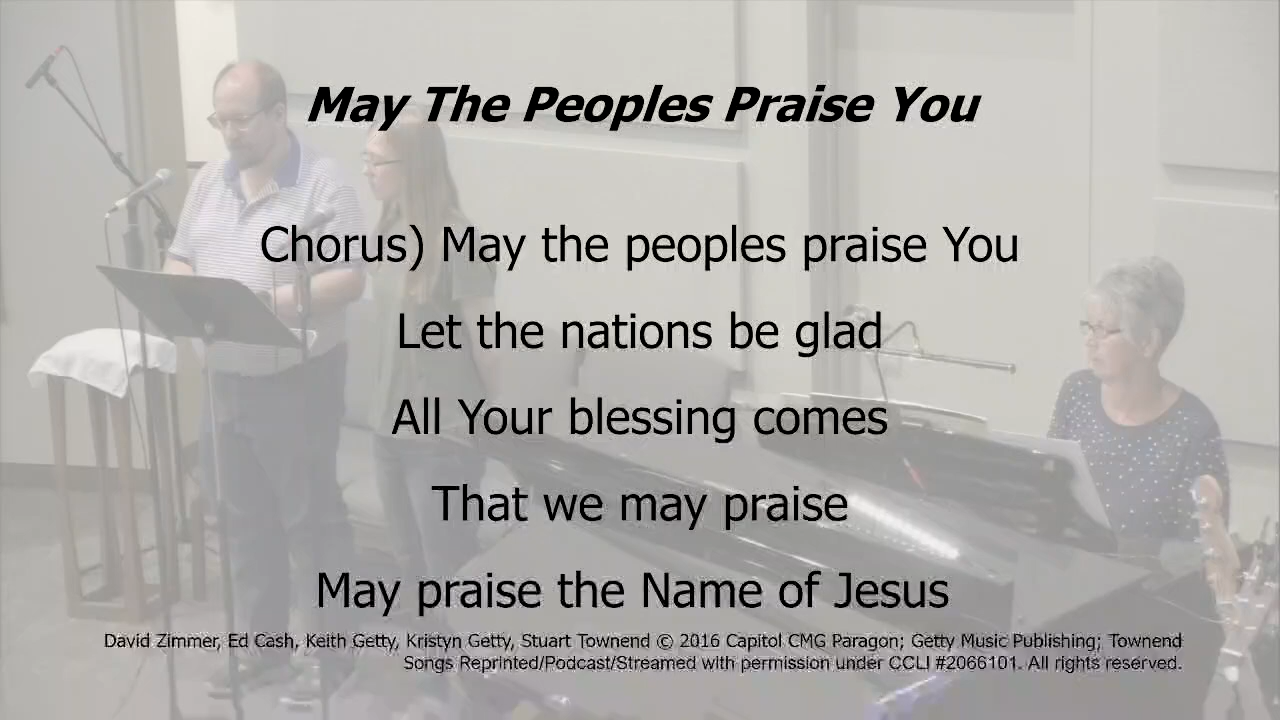 May The Peoples Praise You
Chorus) May the peoples praise You
Let the nations be glad
All Your blessing comes
That we may praise
May praise the Name of Jesus
David Zimmer, Ed Cash, Keith Getty, Kristyn Getty, Stuart Townend © 2016 Capitol CMG Paragon; Getty Music Publishing; Townend
Songs Reprinted/Podcast/Streamed with permission under CCLI #2066101. All rights reserved.